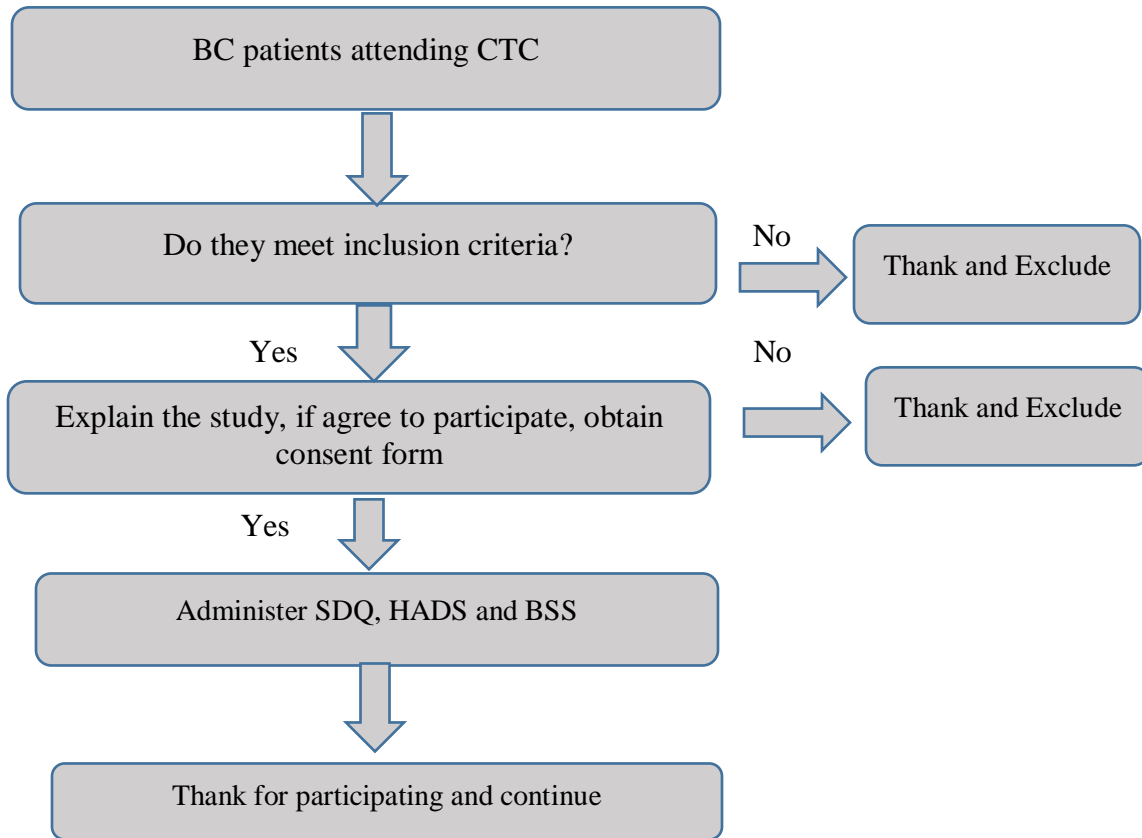 BC patients attending CTC
Do they meet inclusion criteria?
No
Thank and Exclude
Yes
No
Explain the study, if agree to participate, obtain
consent form
Thank and Exclude
Yes
Administer SDQ, HADS and BSS
Thank for participating and continue